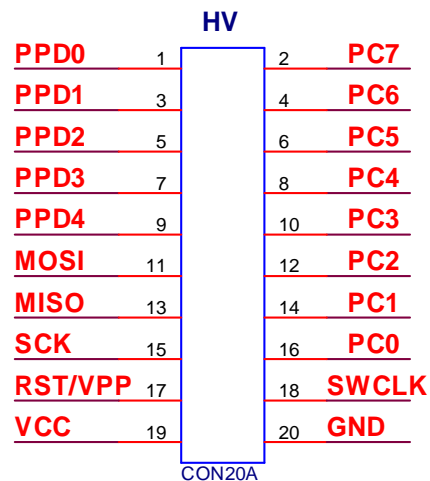 HV
PPD0 1 2 PC7
PPD1 3 4 PC6
PPD2 5 6 PC5
PPD3 7 8 PC4
PPD4 9 10 PC3
MOSI 11 12 PC2
MISO 13 14 PC1
SCK 15 16 PC0
RST/VPP 17 18 SWCLK
VCC 19 20 GND
CON20A